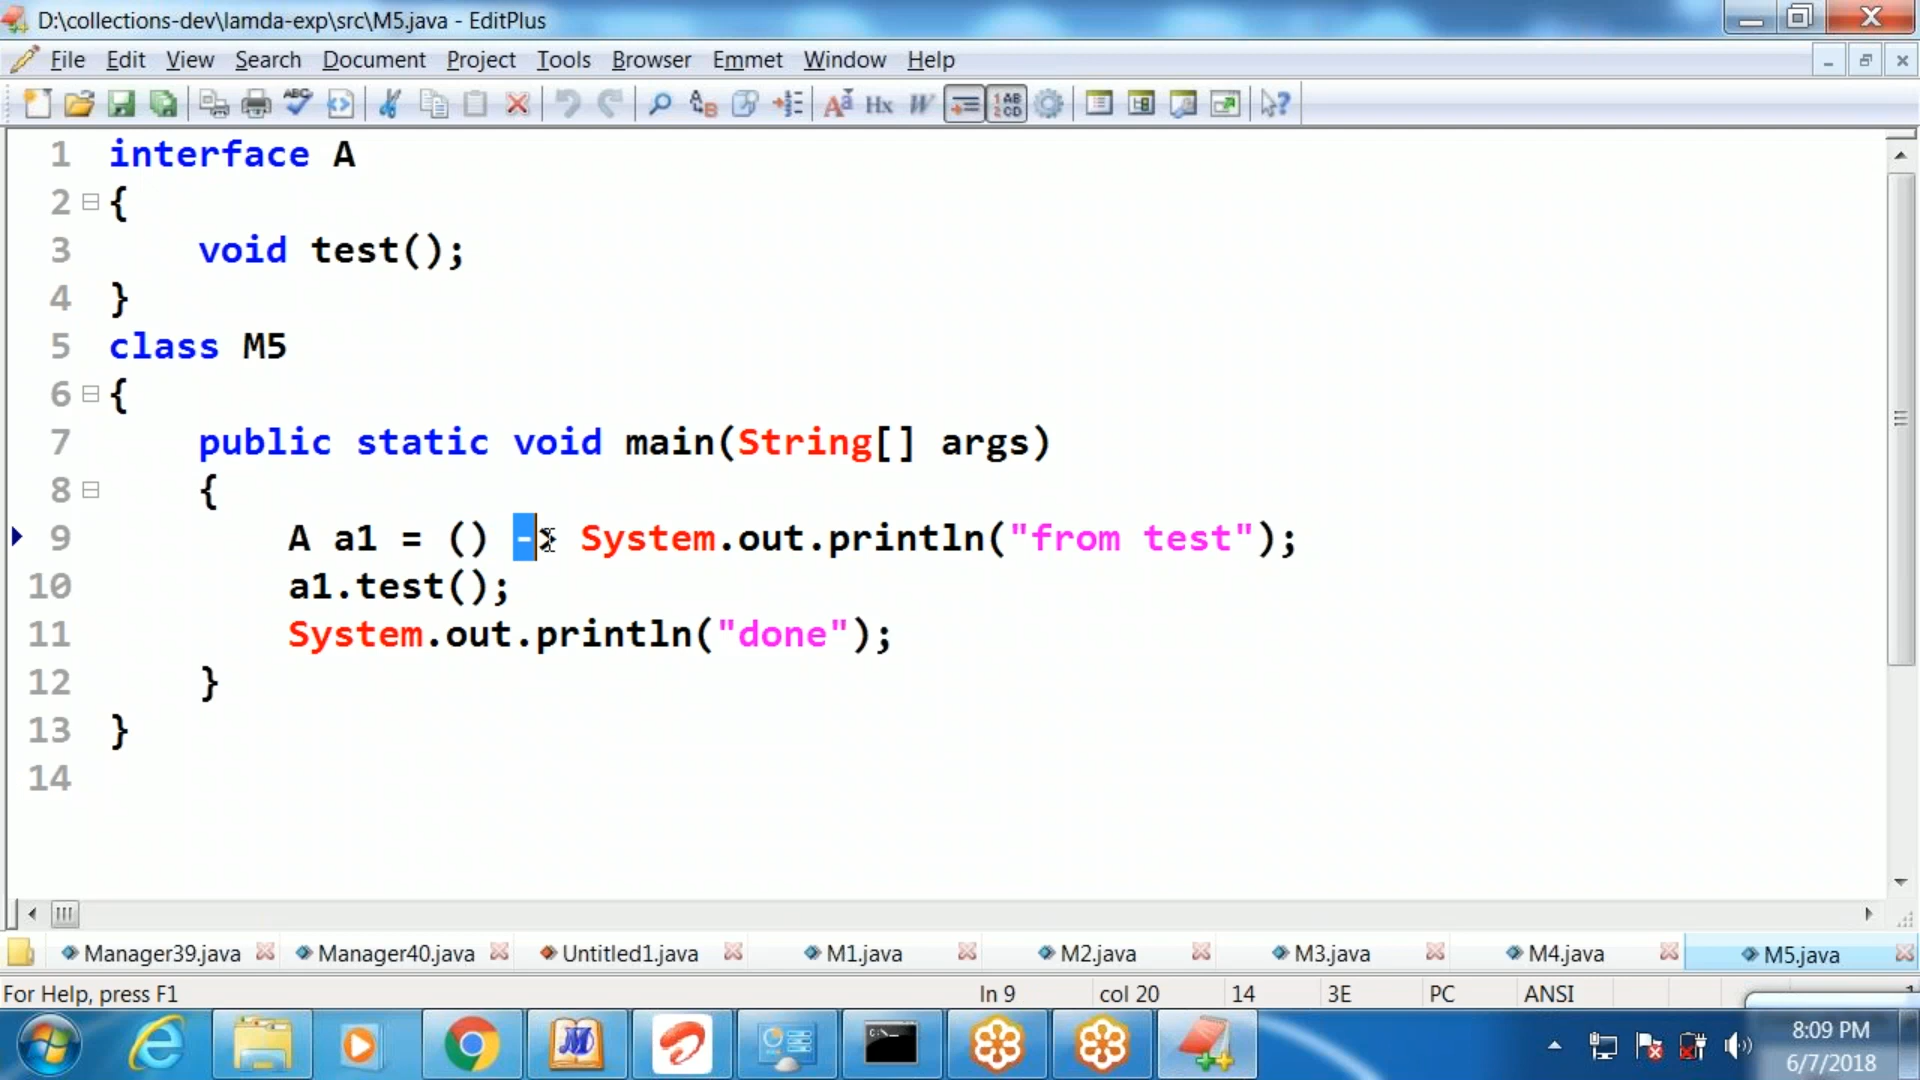 D:\collections-dev\lamda-exp\src\M5.java - EditPlus
File Edit View Search Document Project Tools Browser Emmet Window Help
1 interface A
2 {
3 void test();
4 }
5 class M5
6 {
7 public static void main(String[] args)
8 {
9 A a1 = () -> System.out.println("from test");
10 a1.test();
11 System.out.println("done");
12 }
13 }
14
Manager39.java Manager40.java Untitled1.java M1.java M2.java M3.java M4.java M5.java
For Help, press F1 ln 9 col 20 14 3E PC ANSI
8:09 PM
6/7/2018